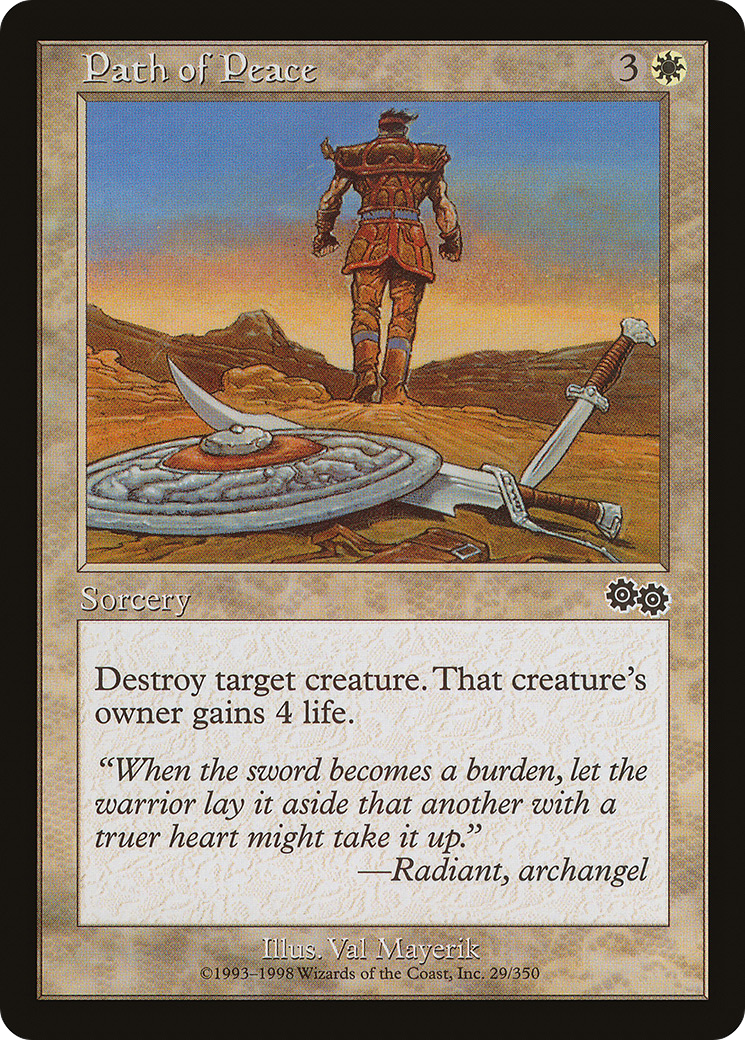 Path of Peace 3
Sorcery
Destroy target creature. That creature's
owner gains 4 life.
“When the sword becomes a burden, let the
warrior lay it aside that another with a
truer heart might take it up.”
—Radiant, archangel
Illus. Val Mayerik
©1993–1998 Wizards of the Coast, Inc. 29/350